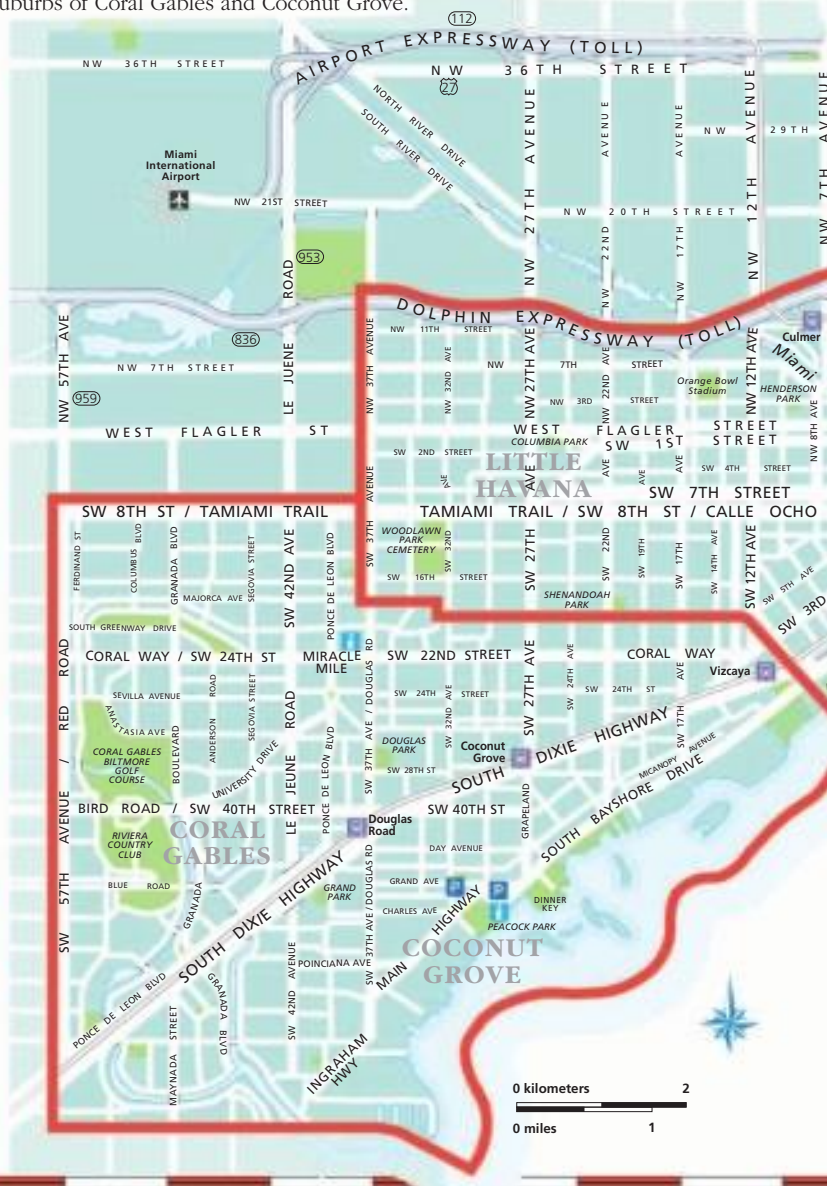 suburbs of Coral Gables and Coconut Grove.
112
AIRPORT EXPRESSWAY (TOLL)
NW 36TH STREET
NW 36TH STREET
27
NORTH RIVER DRIVE
SOUTH RIVER DRIVE
NW 27TH AVENUE
NW 22ND AVENUE
NW 17TH AVENUE
NW 12TH AVENUE
NW 7TH AVENUE
NW 29TH
Miami
International
Airport
NW 21ST STREET
NW 20TH STREET
953
LE JUENE ROAD
DOLPHIN EXPRESSWAY (TOLL)
836
Culmer
Miami
NW 57TH AVE
959
NW 7TH STREET
NW 37TH AVENUE
NW 11TH STREET
NW 32ND AVE
NW 7TH STREET
NW 27TH AVE
NW 22ND AVE
NW 3RD STREET
Orange Bowl
Stadium
NW 12TH AVE
HENDERSON
PARK
NW 8TH AVE
WEST FLAGLER ST
WEST FLAGLER STREET
COLUMBIA PARK
SW 1ST STREET
SW 2ND STREET
LITTLE
HAVANA
AVE
AVE
AVE
AVE
AVE
SW 4TH STREET
SW 7TH STREET
SW 8TH ST / TAMIAMI TRAIL
TAMIAMI TRAIL / SW 8TH ST / CALLE OCHO
SW 37TH AVENUE
FERDINAND ST
COLUMBUS BLVD
GRANADA BLVD
SEGOVIA STREET
SW 42ND AVE
PONCE DE LEON BLVD
WOODLAWN
PARK
CEMETERY
SW 32ND
SW 27TH
SW 22ND
SW 19TH
SW 17TH
SW 14TH AVE
SW 12TH AVE
SW 5TH AVE
SW 3RD
MAJORCA AVE
SW 16TH STREET
SHENANDOAH
PARK
SOUTH GREENWAY DRIVE
CORAL WAY / SW 24TH ST
MIRACLE
MILE
SW 22ND STREET
CORAL WAY
Vizcaya
SW 57TH AVENUE / RED ROAD
SEVILLA AVENUE
ANASTASIA AVE
ANDERSON ROAD
SEGOVIA STREET
LE JEUNE ROAD
SW 37TH AVE / DOUGLAS RD
SW 24TH STREET
SW 32ND AVE
SW 27TH AVE
SW 24TH AVE
SW 24TH ST
SW 17TH AVE
CORAL GABLES
BILTMORE
GOLF
COURSE
BOULEVARD
UNIVERSITY DRIVE
PONCE DE LEON BLVD
DOUGLAS
PARK
SW 28TH ST
Coconut
Grove
SOUTH DIXIE HIGHWAY
MICANOPY AVENUE
SOUTH BAYSHORE DRIVE
BIRD ROAD / SW 40TH STREET
SW 40TH ST
GRAPELAND
Douglas
Road
RIVIERA
COUNTRY
CLUB
CORAL
GABLES
DAY AVENUE
BLUE ROAD
GRANADA
SOUTH DIXIE HIGHWAY
GRAND
PARK
SW 37TH AVE/DOUGLAS RD
GRAND AVE
P
P
DINNER
KEY
CHARLES AVE
PEACOCK PARK
MAIN HIGHWAY
COCONUT
GROVE
POINCIANA AVE
SW 42ND AVENUE
PONCE DE LEON BLVD
GRANADA BLVD
MAYNADA STREET
INGRAHAM
HWY
0 kilometers 2
0 miles 1